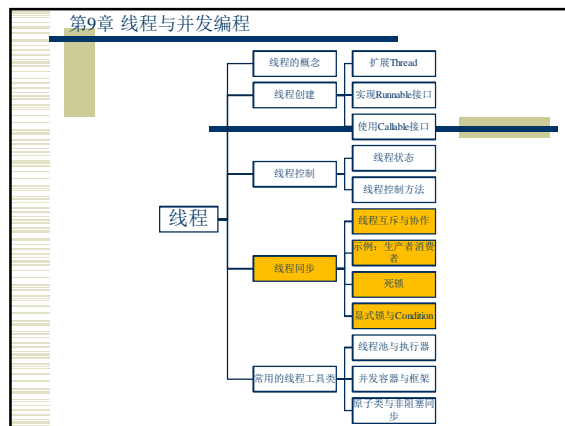 第9章 线程与并发编程
线程
线程的概念
线程创建
扩展Thread
实现Runnable接口
使用Callable接口
线程控制
线程状态
线程控制方法
线程同步
线程互斥与协作
示例：生产者消费
者
死锁
显式锁与Condition
常用的线程工具类
线程池与执行器
并发容器与框架
原子类与非阻塞同
步